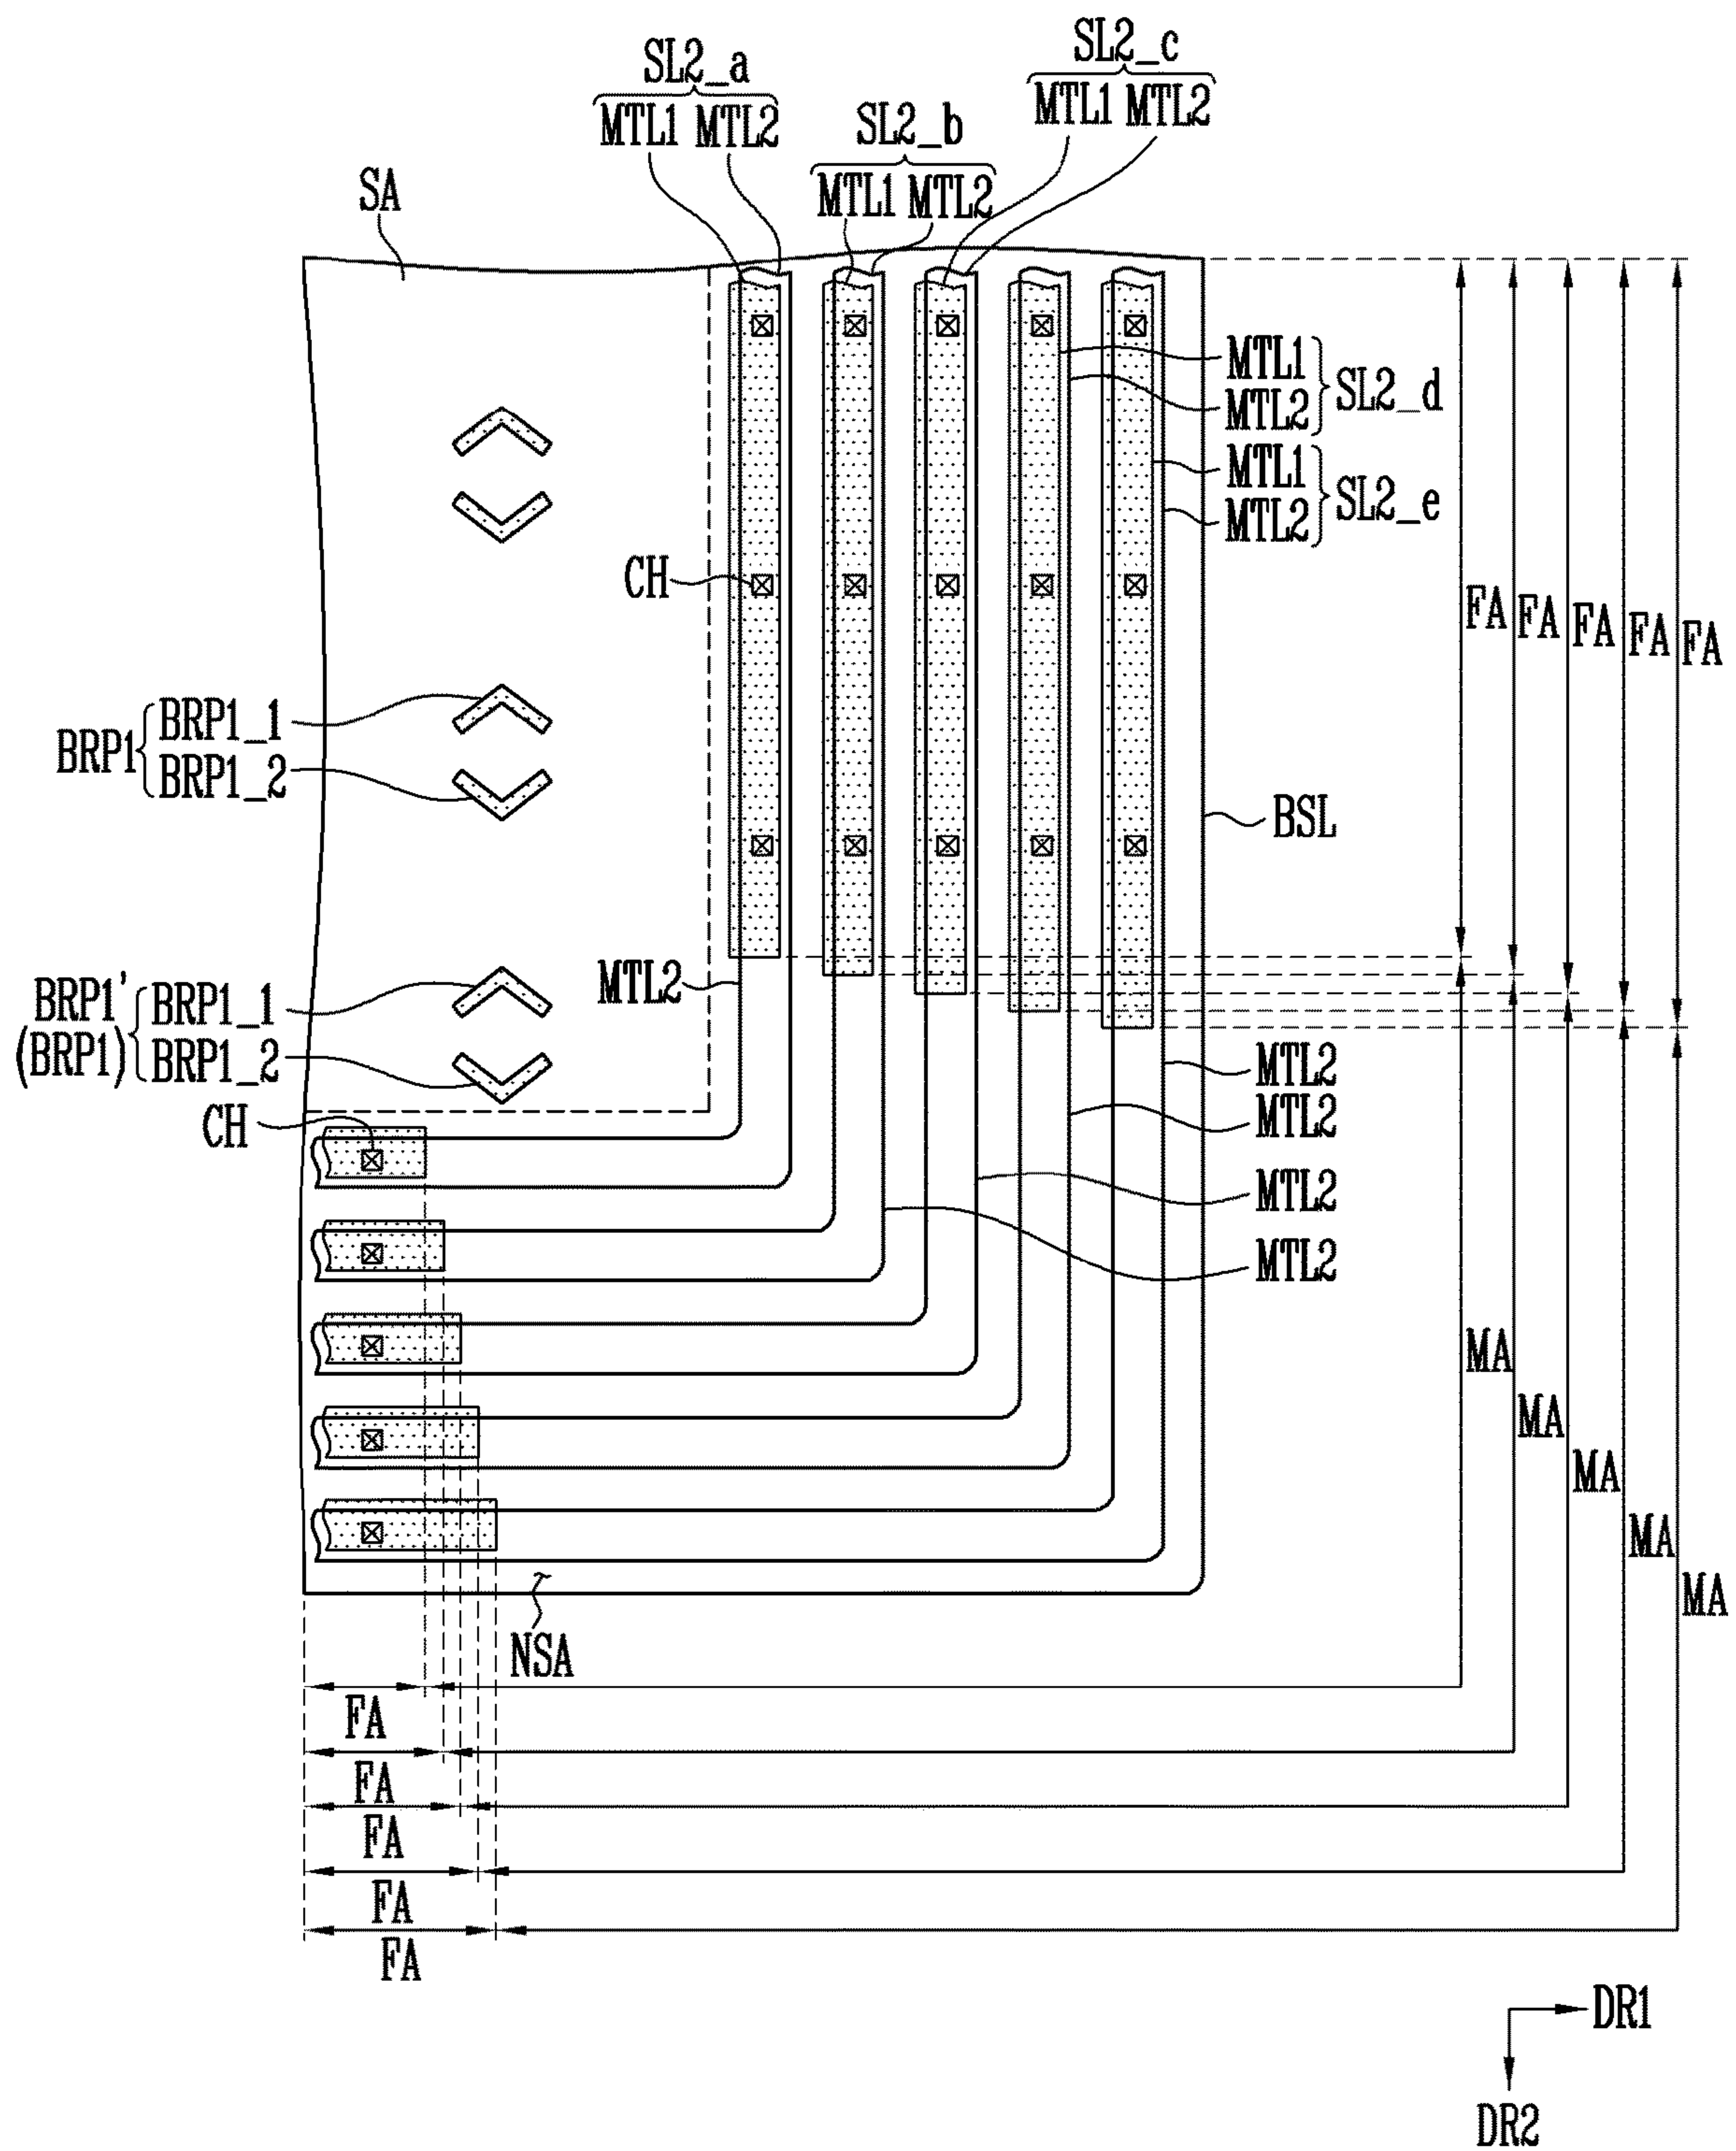 SL2_a
SL2_c
MTL1 MTL2
MTL1 MTL2
SL2_b
MTL1 MTL2
SA
MTL1
MTL2
SL2_d
MTL1
MTL2
SL2_e
CH
FA
FA
FA
FA
FA
BRP1
BRP1_1
BRP1_2
BSL
MTL2
BRP1'
(BRP1)
BRP1_1
BRP1_2
MTL2
MTL2
CH
MTL2
MTL2
MA
MA
MA
MA
MA
NSA
FA
FA
FA
FA
FA
DR1
DR2